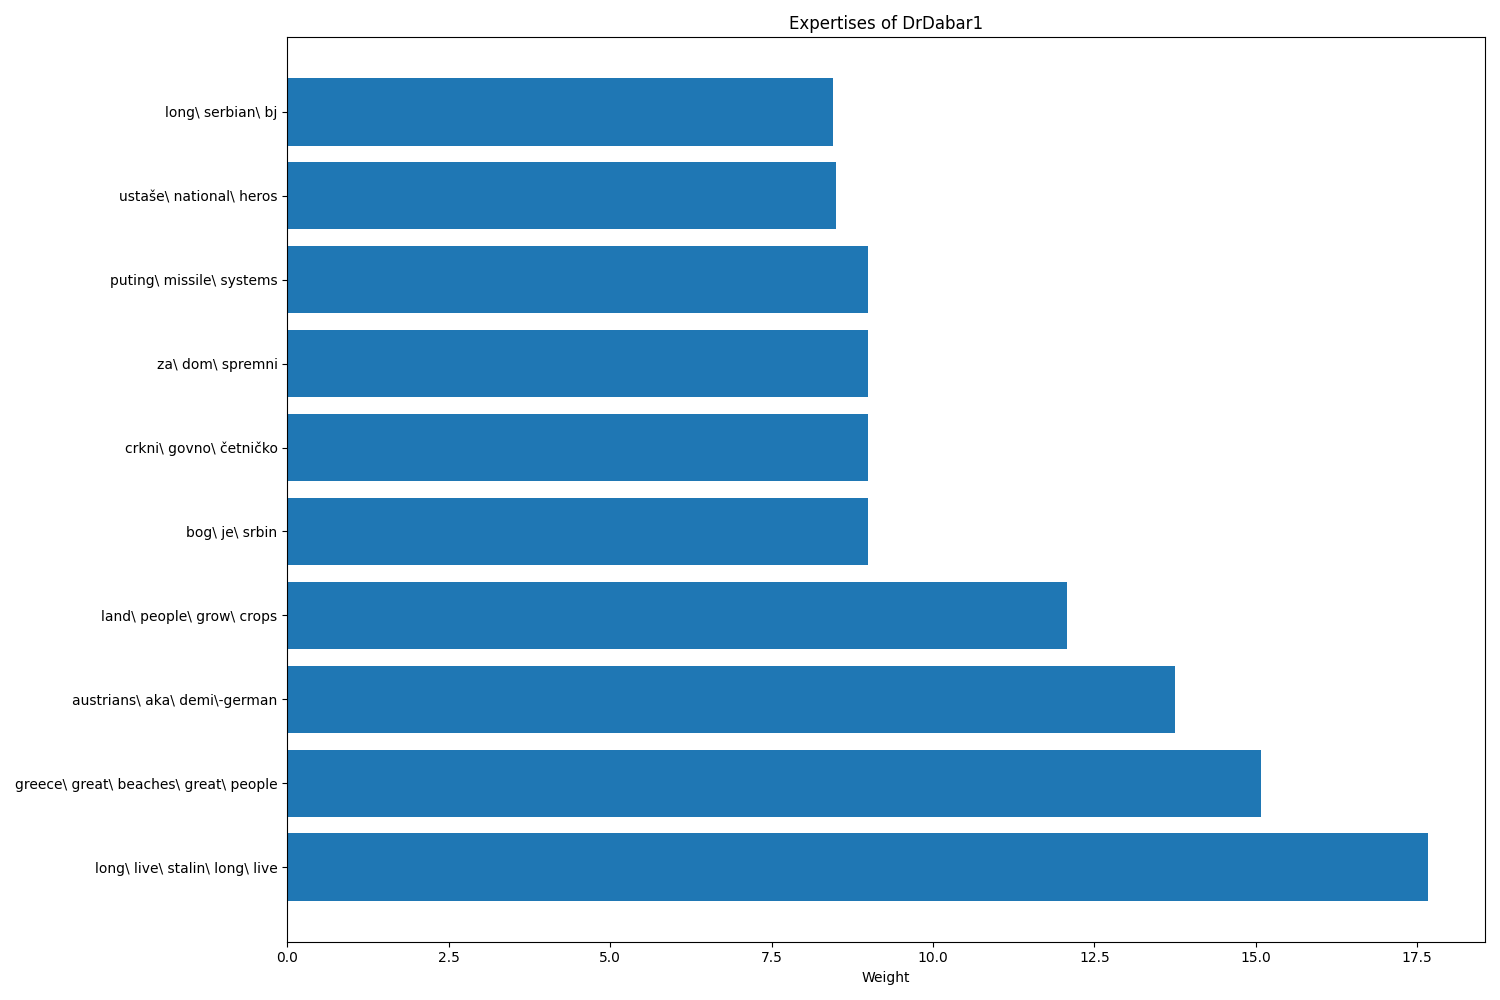 Expertises of DrDabar1
long\ serbian\ bj
ustaše\ national\ heros
puting\ missile\ systems
za\ dom\ spremni
crkni\ govno\ četničko
bog\ je\ srbin
land\ people\ grow\ crops
austrians\ aka\ demi\-german
greece\ great\ beaches\ great\ people
long\ live\ stalin\ long\ live
0.0 2.5 5.0 7.5 10.0 12.5 15.0 17.5
Weight